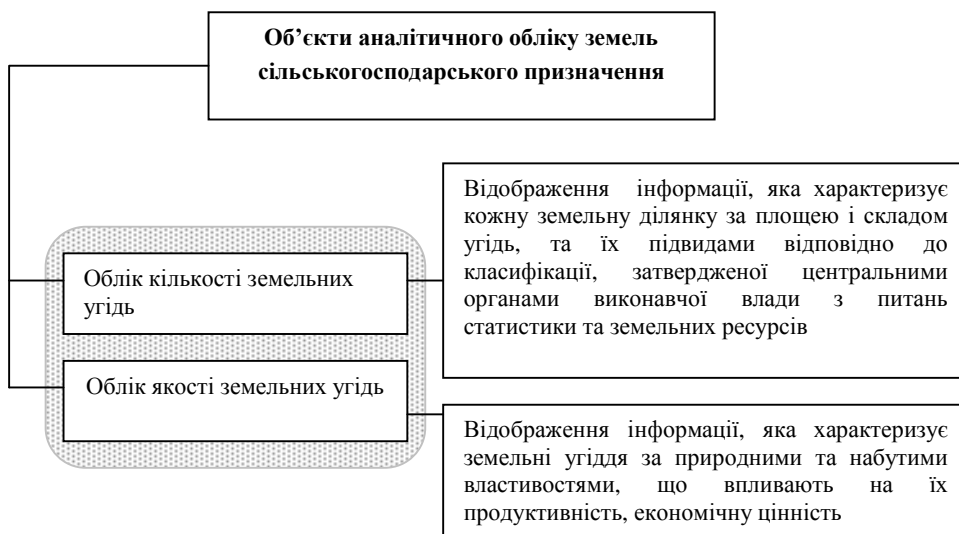 Об’єкти аналітичного обліку земель
сільськогосподарського призначення
Відображення інформації, яка характеризує
кожну земельну ділянку за площею і складом
угідь, та їх підвидами відповідно до
класифікації, затвердженої центральними
органами виконавчої влади з питань
статистики та земельних ресурсів
Облік кількості земельних
угідь
Облік якості земельних угідь
Відображення інформації, яка характеризує
земельні угіддя за природними та набутими
властивостями, що впливають на їх
продуктивність, економічну цінність